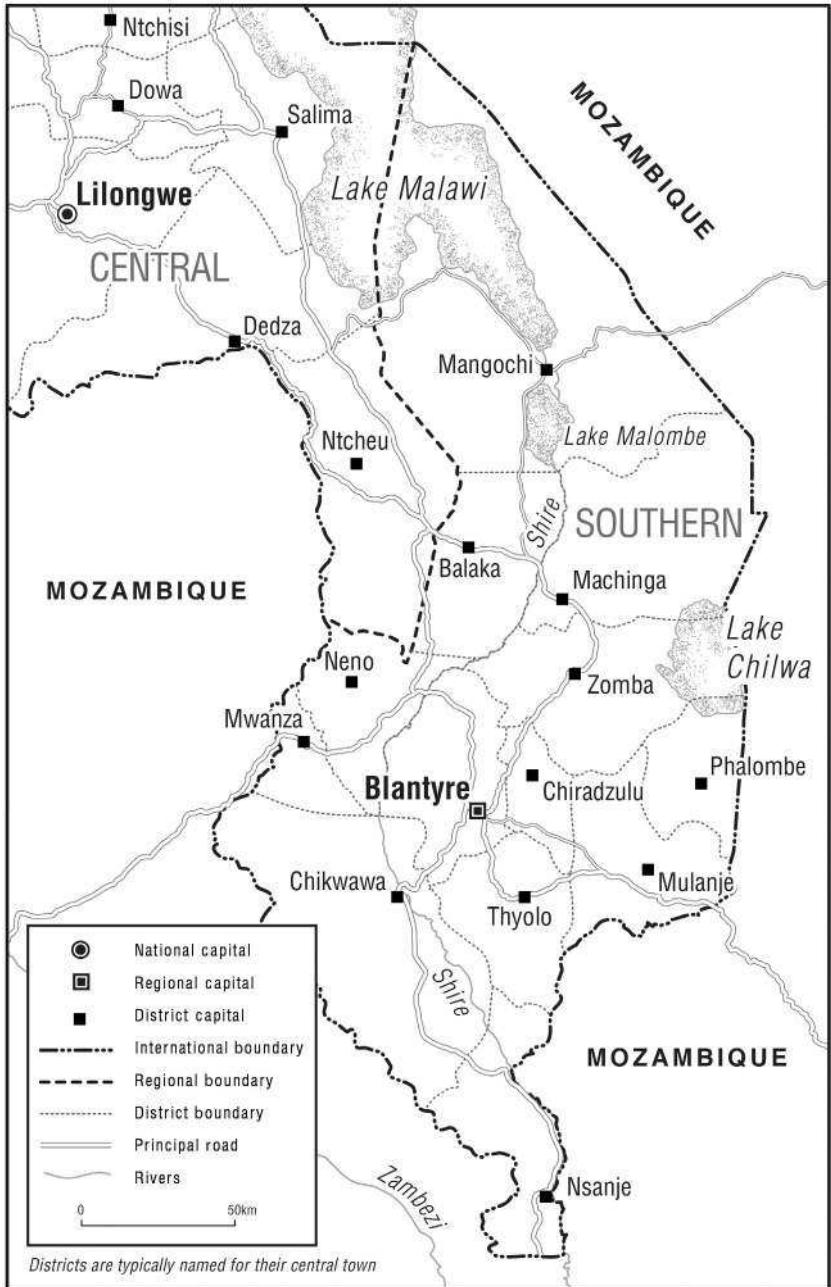 Ntchisi
Dowa
Salima
MOZAMBIQUE
Lake Malawi
Lilongwe
CENTRAL
Dedza
Mangochi
Ntcheu
Lake Malombe
Shire
SOUTHERN
Balaka
MOZAMBIQUE
Machinga
Lake
Chilwa
Neno
Zomba
Mwanza
Blantyre
Chiradzulu
Phalombe
Chikwawa
Thyolo
Mulanje
Shire
MOZAMBIQUE
Zambezi
Nsanje
National capital
Regional capital
District capital
International boundary
Regional boundary
District boundary
Principal road
Rivers
0 50km
Districts are typically named for their central town